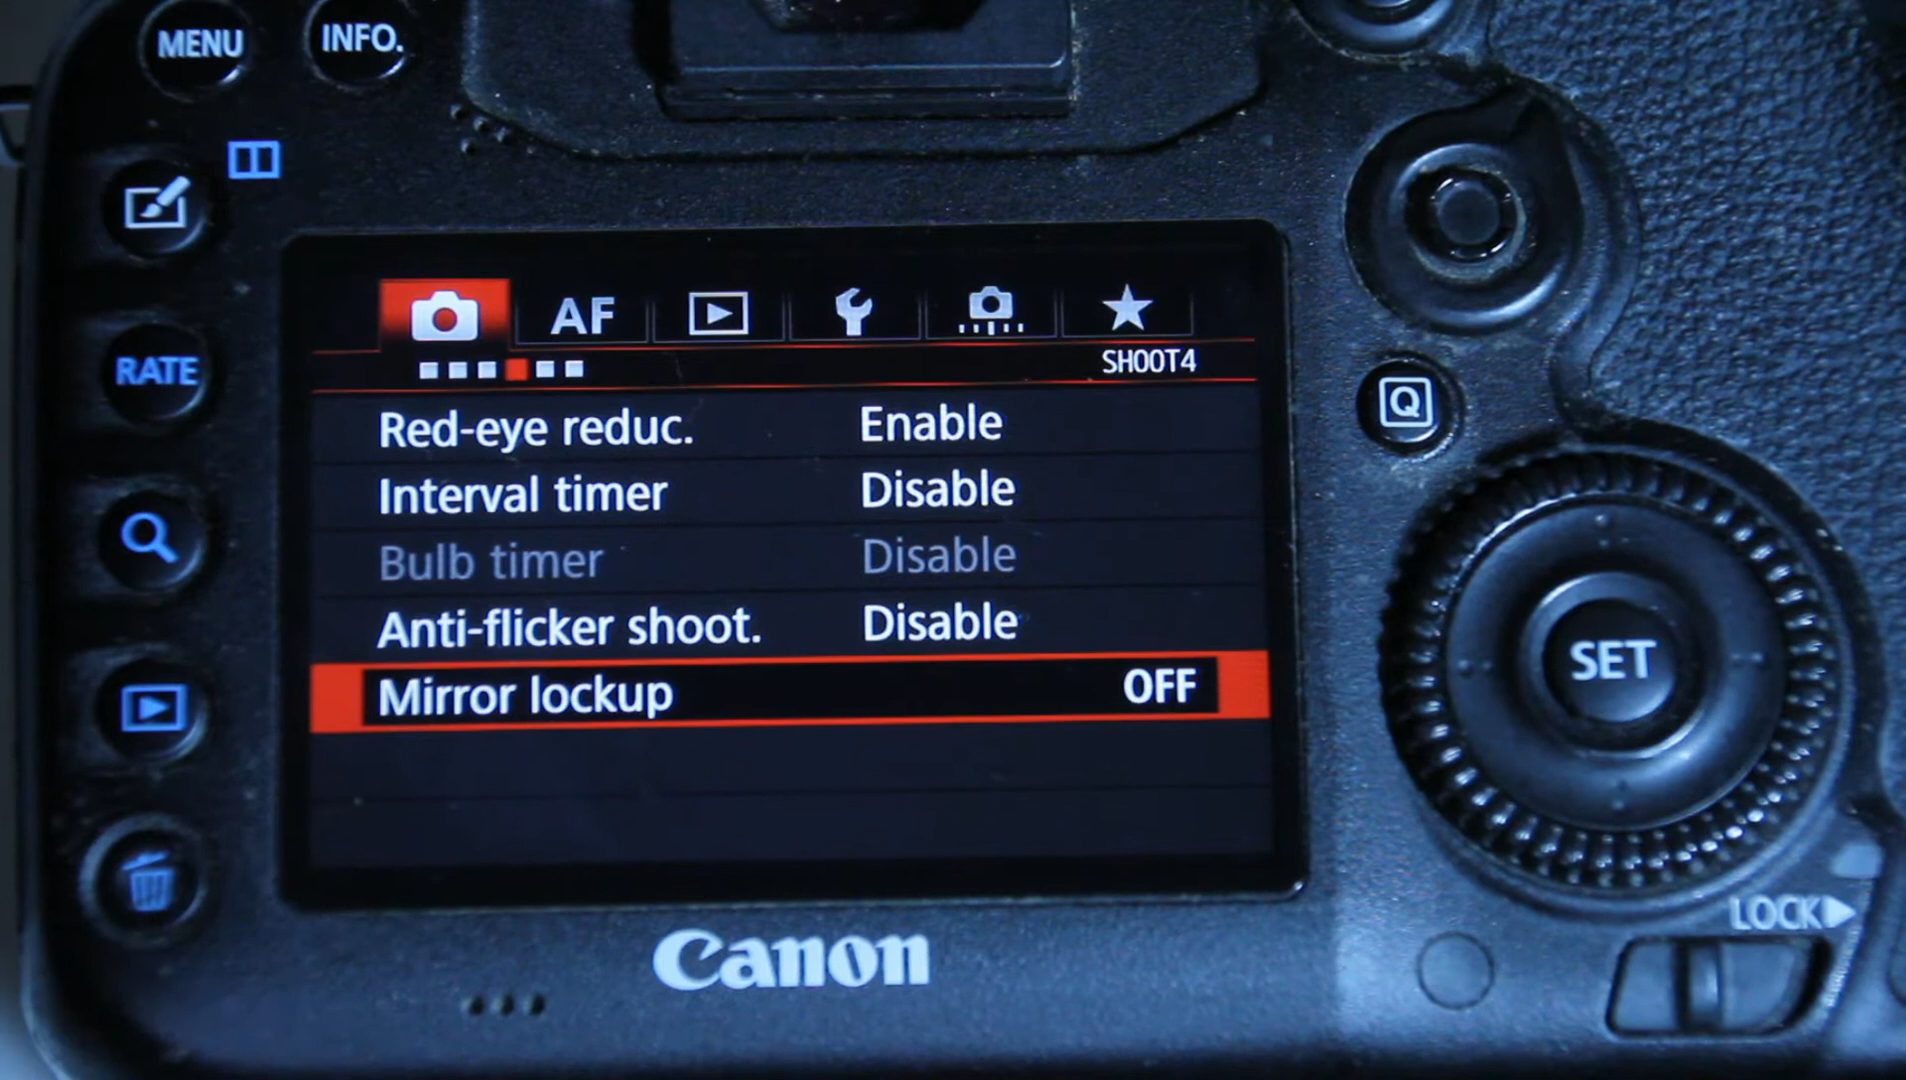 MENU INFO.
RATE
AF
SHOOT4
Red-eye reduc. Enable
Interval timer Disable
Bulb timer Disable
Anti-flicker shoot. Disable
Mirror lockup OFF
Q
SET
LOCK
Canon